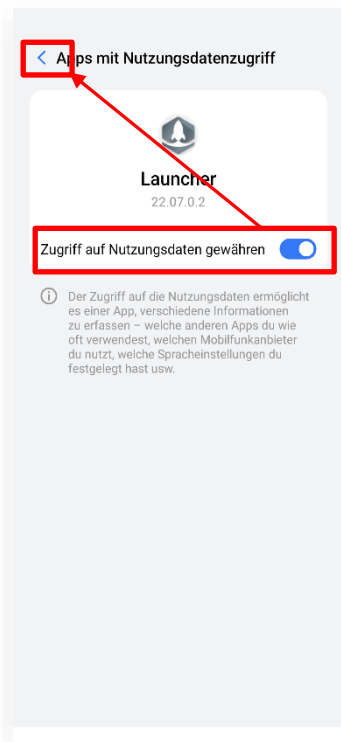 Apps mit Nutzungsdatenzugriff
Launcher
22.07.0.2
Zugriff auf Nutzungsdaten gewähren
Der Zugriff auf die Nutzungsdaten ermöglicht
es einer App, verschiedene Informationen
zu erfassen – welche anderen Apps du wie
oft verwendest, welchen Mobilfunkanbieter
du nutzt, welche Spracheinstellungen du
festgelegt hast usw.